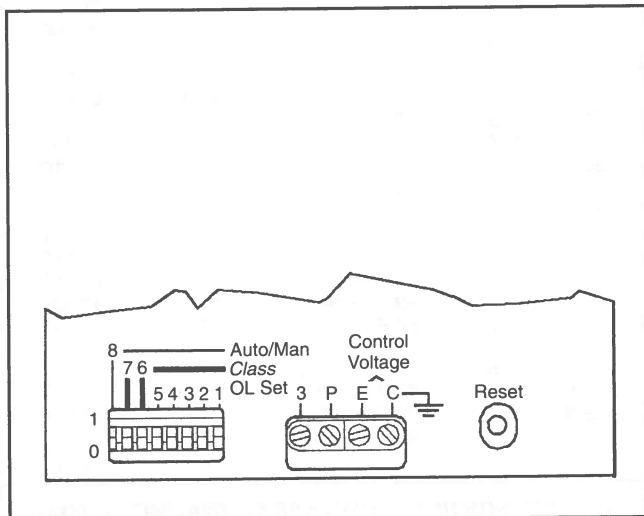 8 Auto/Man
7 6 Class
5 4 3 2 1 OL Set
1
0
Control
Voltage
3 P E C
Reset